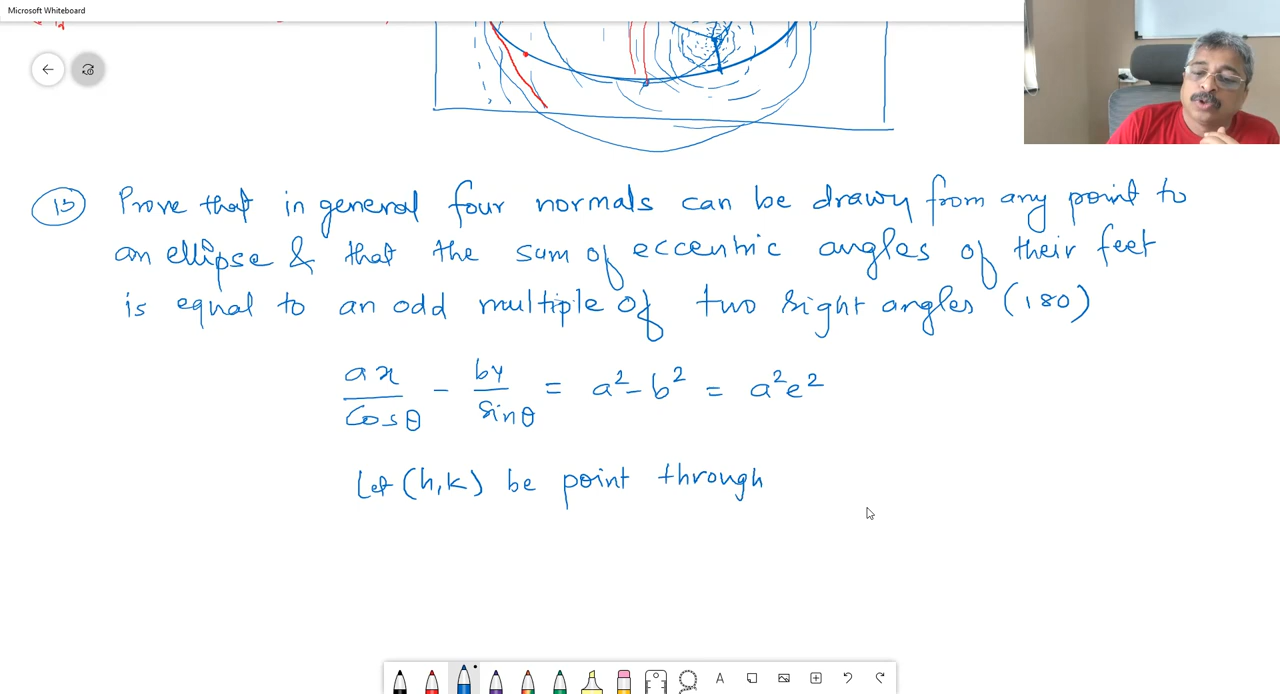 Microsoft Whiteboard
13 Prove that in general four normals can be drawn from any point to
an ellipse & that the sum of eccentric angles of their feet
is equal to an odd multiple of two right angles (180)
ax/cosθ - by/sinθ = a² - b² = a²e²
Let (h,k) be point through
A